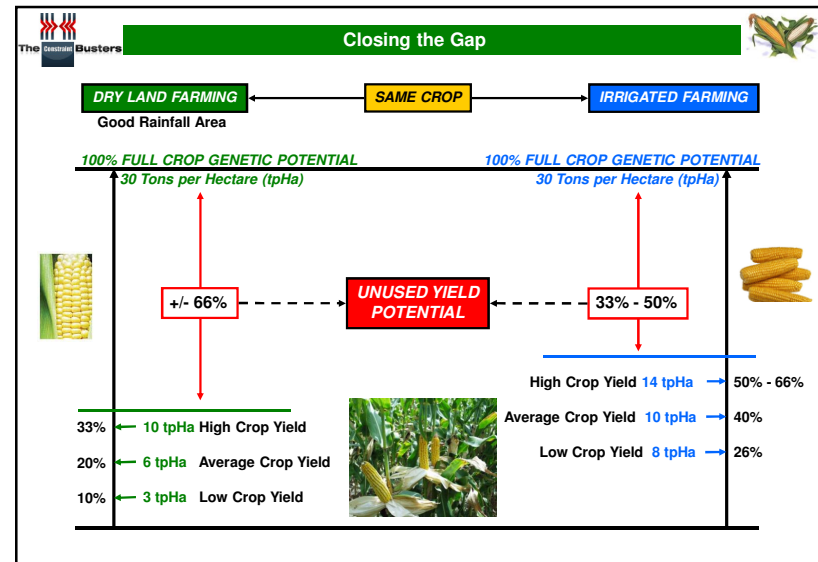 The Constraint Busters
Closing the Gap
DRY LAND FARMING
SAME CROP
IRRIGATED FARMING
Good Rainfall Area
100% FULL CROP GENETIC POTENTIAL
30 Tons per Hectare (tpHa)
100% FULL CROP GENETIC POTENTIAL
30 Tons per Hectare (tpHa)
+/- 66%
UNUSED YIELD
POTENTIAL
33% - 50%
High Crop Yield 14 tpHa 50% - 66%
Average Crop Yield 10 tpHa 40%
Low Crop Yield 8 tpHa 26%
33% 10 tpHa High Crop Yield
20% 6 tpHa Average Crop Yield
10% 3 tpHa Low Crop Yield